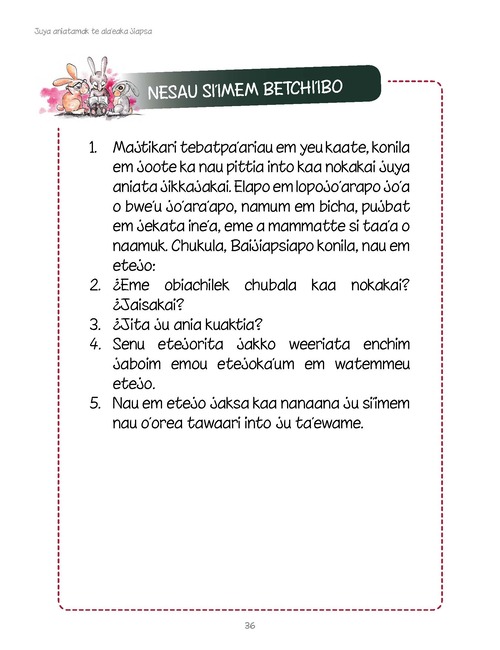 Juya aniatamak te ala'eaka Jiapsa
NESAU SI'IMEM BETCHI'IBO
1. Majtikari tebatpa'ariau em yeu kaate, konila
em joote ka nau pittia into kaa nokakai juya
aniata jikkajakai. Elapo em lopojo'arapo jo'a
o bwe'u jo'ara'apo, namum em bicha, pujbat
em jekata ine'a, eme a mammatte si taa'a o
naamuk. Chukula, Baijiapsiapo konila, nau em
etejo:
2. ¿Eme obiachilek chubala kaa nokakai?
¿Jaisakai?
3. ¿Jita ju ania kuaktia?
4. Senu etejorita jakko weeriata enchim
jaboim emou etejoka'um em watemmeu
etejo.
5. Nau em etejo jaksa kaa nanaana ju si'imem
nau o'orea tawaari into ju ta'ewame.
36